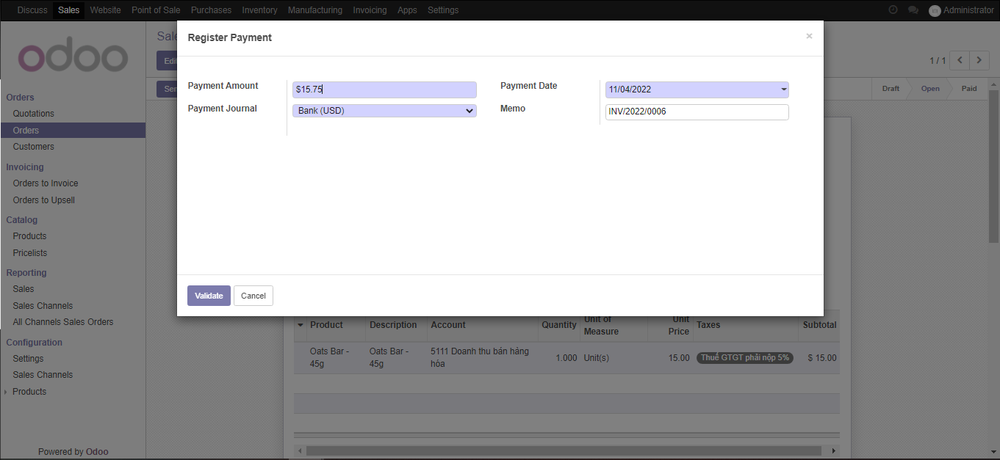 Discuss Sales Website Point of Sale Purchases Inventory Manufacturing Invoicing Apps Settings Administrator
odoo
Orders
Quotations
Orders
Customers
Invoicing
Orders to Invoice
Orders to Upsell
Catalog
Products
Pricelists
Reporting
Sales
Sales Channels
All Channels Sales Orders
Configuration
Settings
Sales Channels
Products
Powered by Odoo
Sale
Edi
1 / 1
Sen
Draft Open Paid
Register Payment ×
Payment Amount $15.75 Payment Date 11/04/2022
Payment Journal Bank (USD) Memo INV/2022/0006
Validate Cancel
Product Description Account Quantity Unit of Measure Unit Price Taxes Subtotal
Oats Bar - Oats Bar - 5111 Doanh thu bán hàng 1.000 Unit(s) 15.00 Thuế GTGT phải nộp 5% $ 15.00
45g 45g hóa